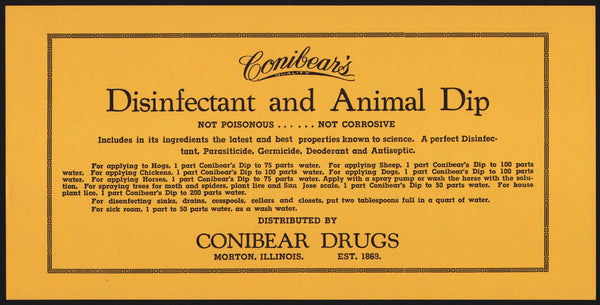 Conibear's
QUALITY
Disinfectant and Animal Dip
NOT POISONOUS . . . . . . NOT CORROSIVE
Includes in its ingredients the latest and best properties known to science. A perfect Disinfec-
tant, Parasiticide, Germicide, Deoderant and Antiseptic.
For applying to Hogs, 1 part Conibear's Dip to 75 parts water. For applying Sheep, 1 part Conibear's Dip to 100 parts
water. For applying Chickens, 1 part Conibear's Dip to 100 parts water. For applying Dogs, 1 part Conibear's Dip to 100 parts
water. For applying Horses, 1 part Conibear's Dip to 75 parts water. Apply with a spray pump or wash the horse with the solu-
tion. For spraying trees for moth and spiders, plant lice and San Jose scale, 1 part Conibear's Dip to 50 parts water. For house
plant lice, 1 part Conibear's Dip to 200 parts water.
For disenfecting sinks, drains, cesspools, cellars and closets, put two tablespoons full in a quart of water.
For sick room, 1 part to 50 parts water, as a wash water.
DISTRIBUTED BY
CONIBEAR DRUGS
MORTON, ILLINOIS. EST. 1869.